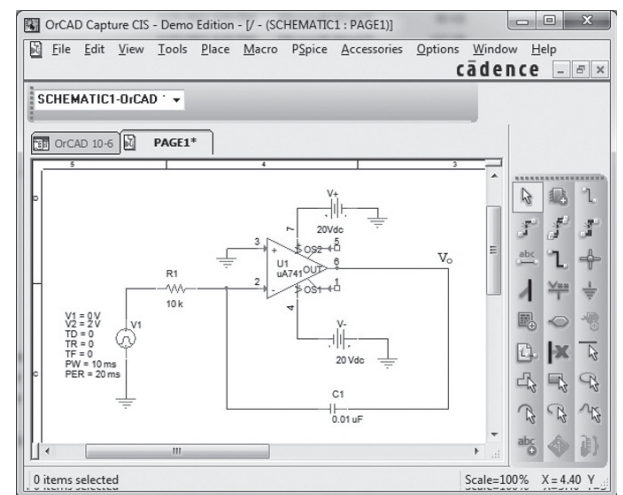 OrCAD Capture CIS - Demo Edition - [/ - (SCHEMATIC1 : PAGE1)]
File Edit View Tools Place Macro PSpice Accessories Options Window Help
cādence
SCHEMATIC1-OrCAD
OrCAD 10-6 PAGE1*
5 4 3
V+
20Vdc
7
5
3
+
OS2
U1
uA741
OUT
6
Vo
2
-
OS1
1
4
R1
10 k
V1 = 0 V
V2 = 2 V
TD = 0
TR = 0
TF = 0
PW = 10 ms
PER = 20 ms
V1
V-
20 Vdc
C1
0.01 uF
D
C
abc
abc
0 items selected
Scale=100% X = 4.40 Y